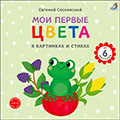 Евгений Сосновский
МОИ ПЕРВЫЕ
ЦВЕТА
В КАРТИНКАХ И СТИХАХ
6